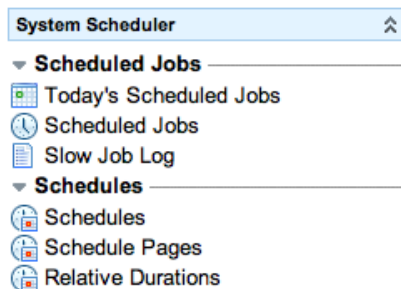 System Scheduler
Scheduled Jobs
Today's Scheduled Jobs
Scheduled Jobs
Slow Job Log
Schedules
Schedules
Schedule Pages
Relative Durations